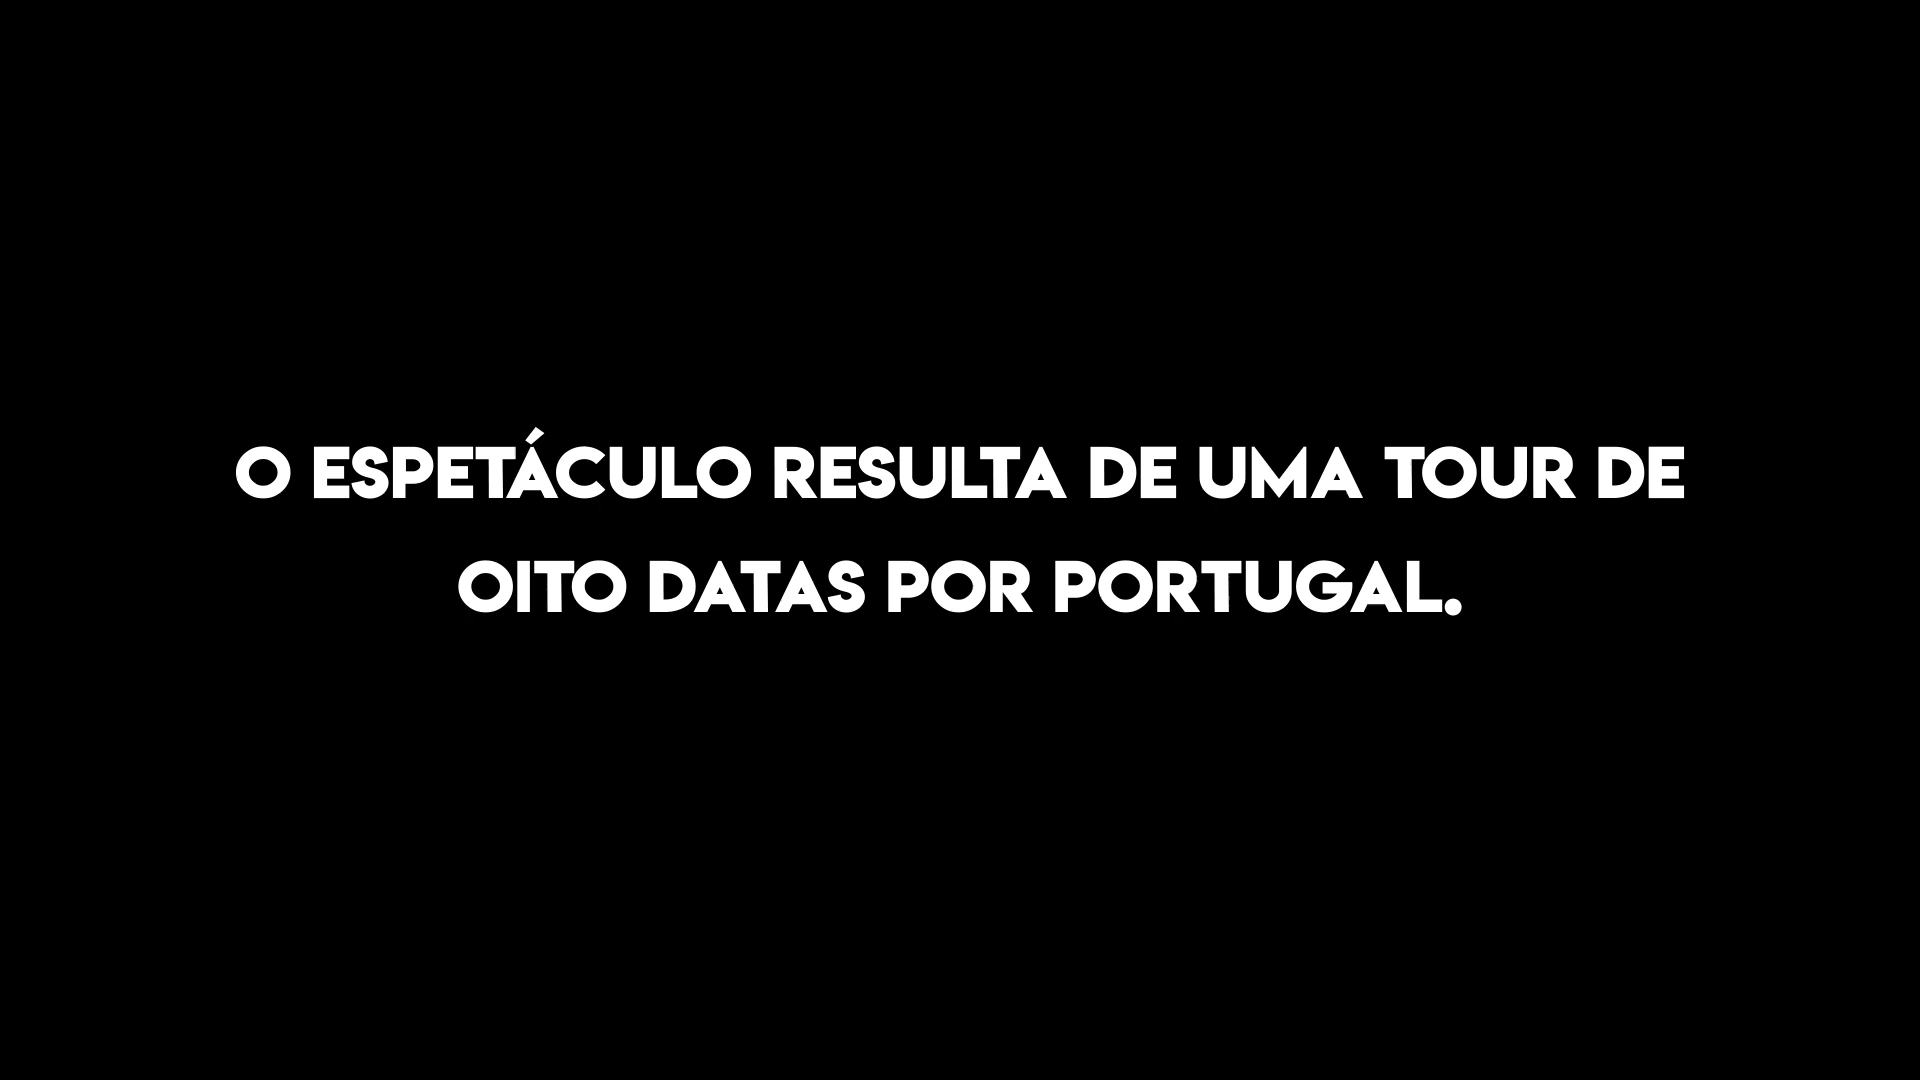 O ESPETÁCULO RESULTA DE UMA TOUR DE
OITO DATAS POR PORTUGAL.